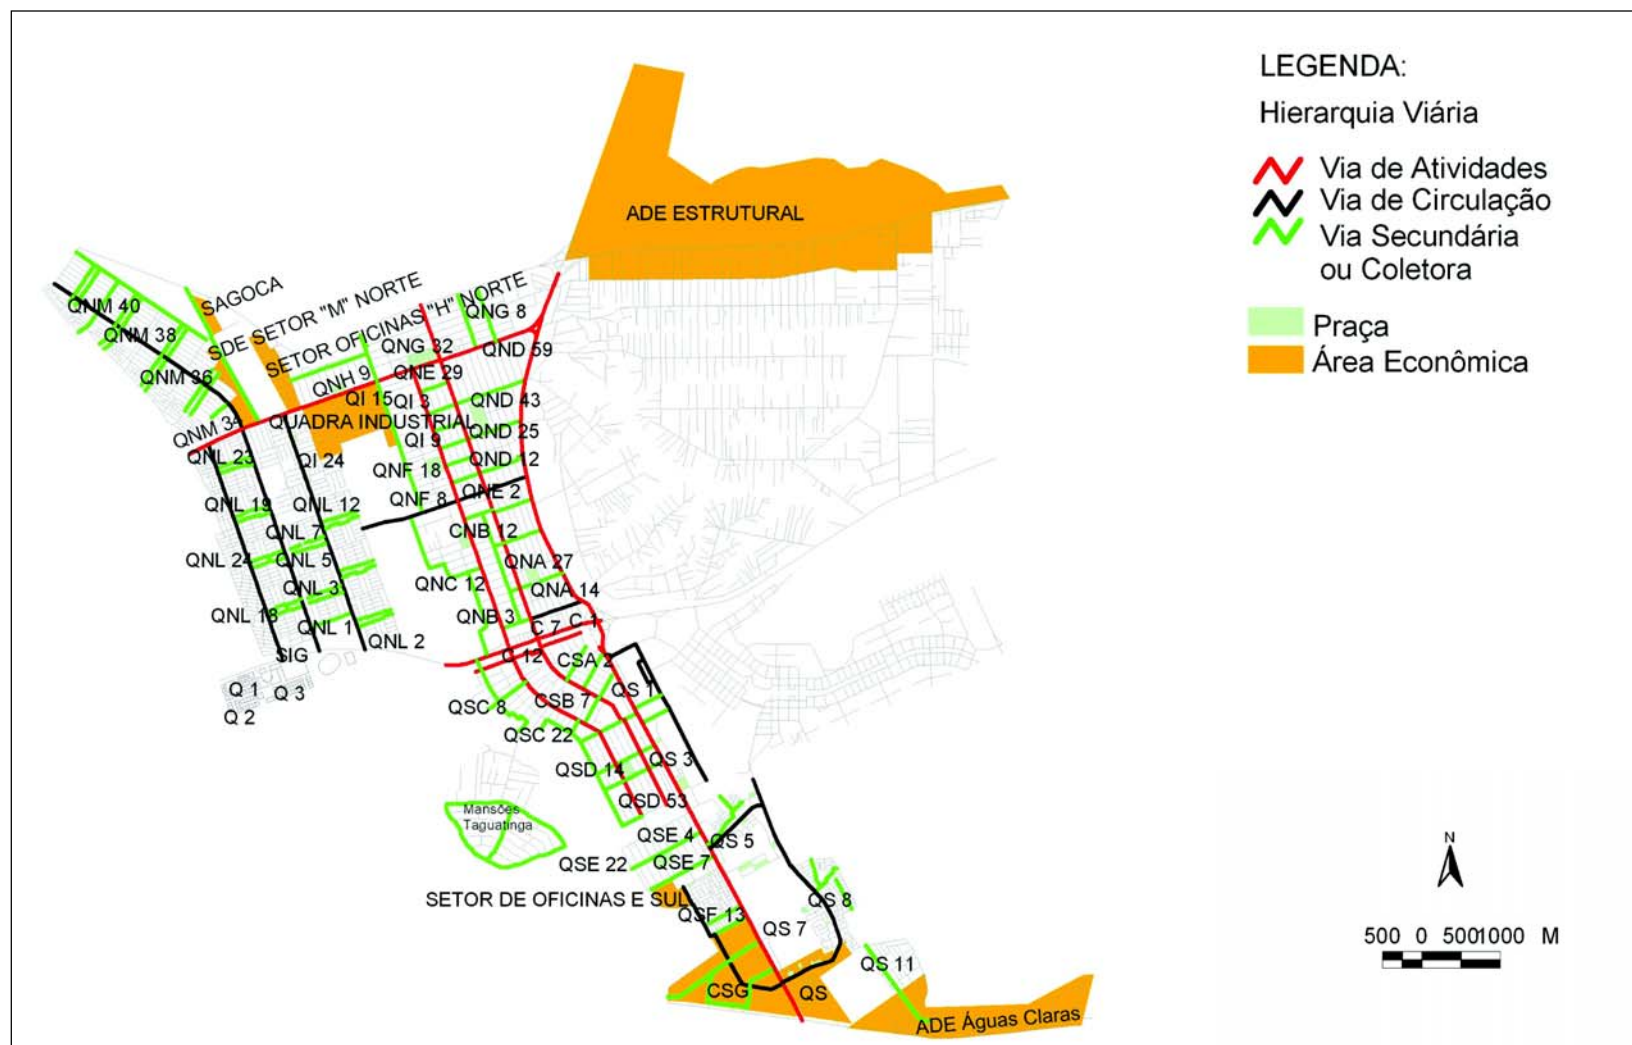 LEGENDA:
Hierarquia Viária
Via de Atividades
Via de Circulação
Via Secundária
ou Coletora
Praça
Área Econômica
ADE ESTRUTURAL
SAGOCA
SDE SETOR "M" NORTE
SETOR OFICINAS "H" NORTE
QNM 40
QNM 38
QNM 36
QNM 34
QNG 8
QNG 32
QND 59
QNH 9
QNE 29
QI 15
QI 3
QND 43
QUADRA INDUSTRIAL
QI 9
QND 25
QNL 23
QI 24
QNF 18
QND 12
QNL 19
QNL 12
QNF 8
QNE 2
QNL 7
CNB 12
QNL 24
QNL 5
QNA 27
QNL 3
QNC 12
QNA 14
QNL 18
QNL 1
QNB 3
C 7
C 1
QNL 2
SIG
C 12
CSA 2
Q 1
Q 3
Q 2
QSC 8
CSB 7
QS 1
QSC 22
QSD 14
QS 3
QSD 53
Mansões
Taguatinga
QSE 4
QS 5
QSE 22
QSE 7
SETOR DE OFICINAS E SUL
QSF 13
QS 8
QS 7
QS 11
CSG
QS
ADE Águas Claras
N
500 0 5001000 M